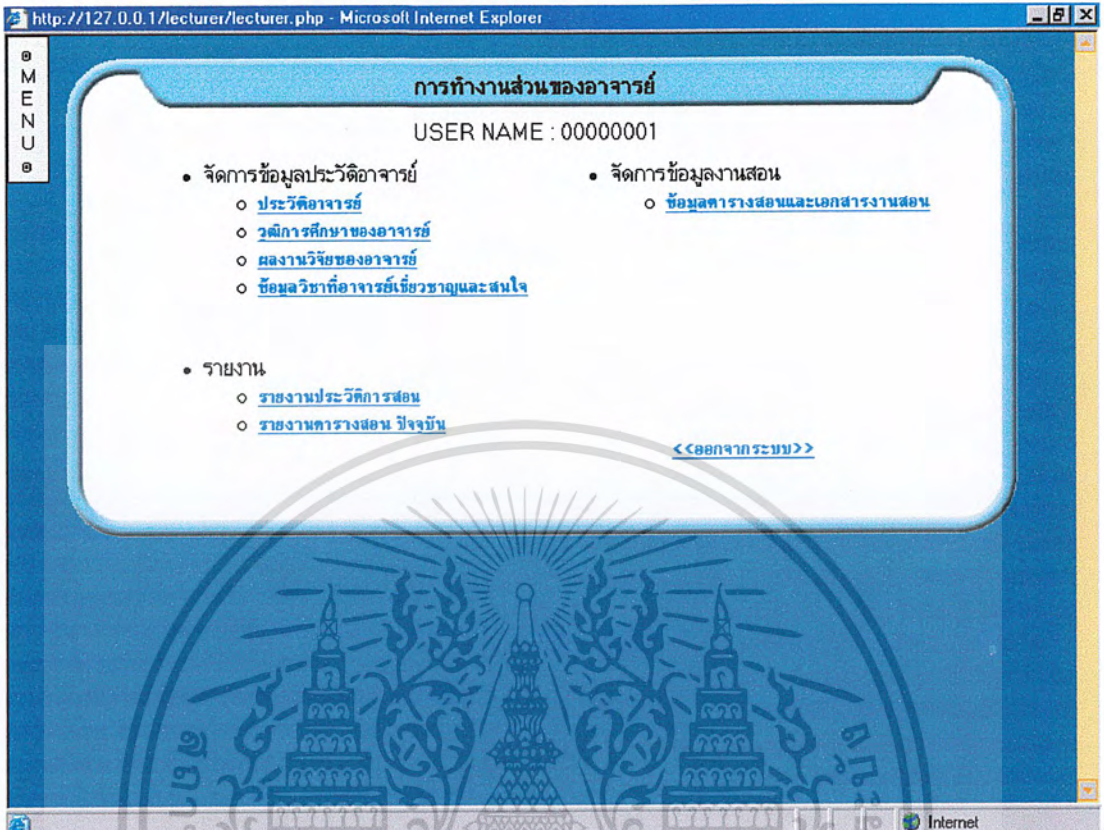 http://127.0.0.1/lecturer/lecturer.php - Microsoft Internet Explorer
MENU
การทำงานส่วนของอาจารย์
USER NAME : 00000001
จัดการข้อมูลประวัติอาจารย์
ประวัติอาจารย์
วุฒิการศึกษาของอาจารย์
ผลงานวิจัยของอาจารย์
ข้อมูลวิชาที่อาจารย์เชี่ยวชาญและสนใจ
จัดการข้อมูลงานสอน
ข้อมูลตารางสอนและเอกสารงานสอน
รายงาน
รายงานประวัติการสอน
รายงานตารางสอน ปัจจุบัน
<<ออกจากระบบ>>
Internet